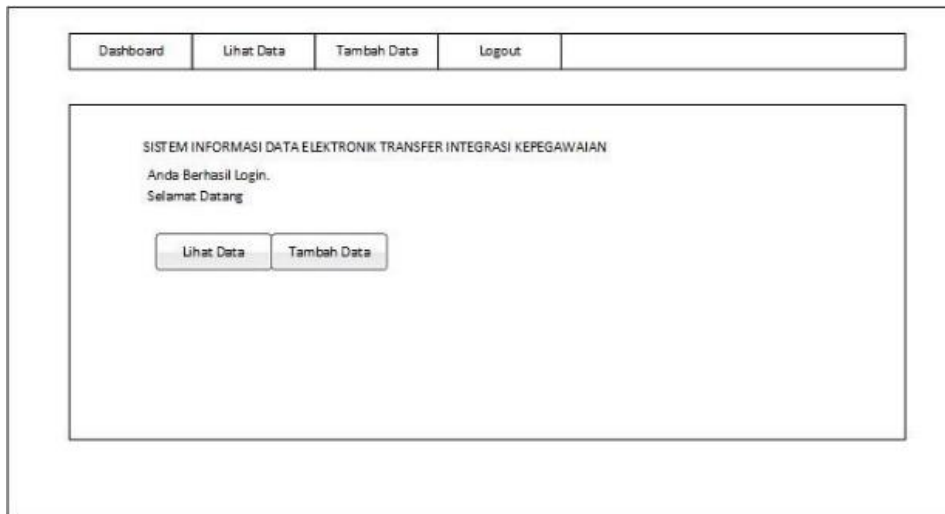 Dashboard Lihat Data Tambah Data Logout
SISTEM INFORMASI DATA ELEKTRONIK TRANSFER INTEGRASI KEPEGAWAIAN
Anda Berhasil Login.
Selamat Datang
Lihat Data Tambah Data